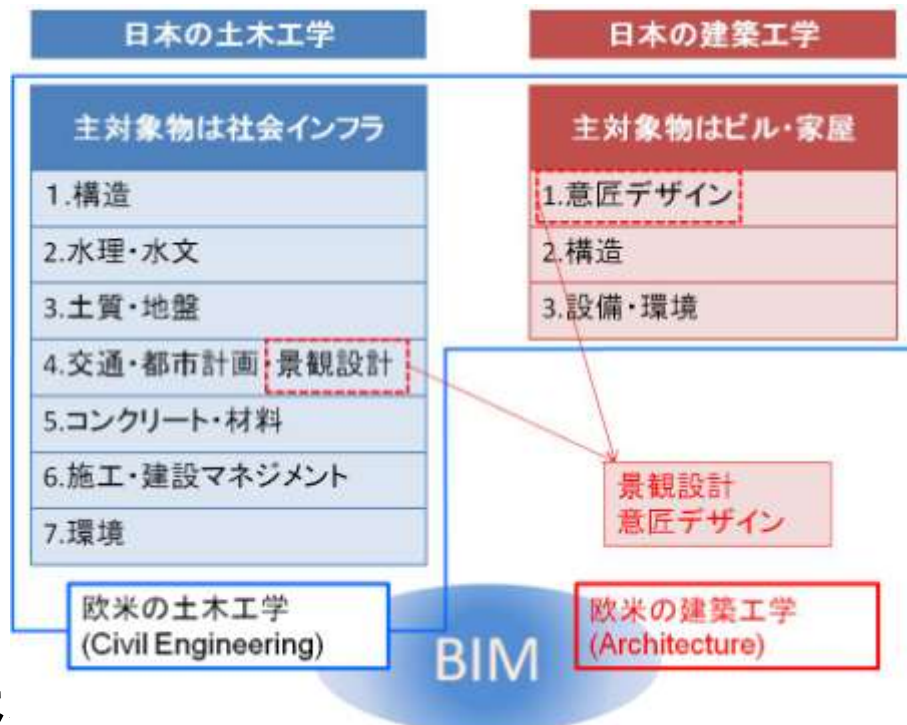 日本の土木工学
日本の建築工学
主対象物は社会インフラ
1.構造
2.水理・水文
3.土質・地盤
4.交通・都市計画・景観設計
5.コンクリート・材料
6.施工・建設マネジメント
7.環境
主対象物はビル・家屋
1.意匠デザイン
2.構造
3.設備・環境
景観設計
意匠デザイン
欧米の土木工学
(Civil Engineering)
BIM
欧米の建築工学
(Architecture)